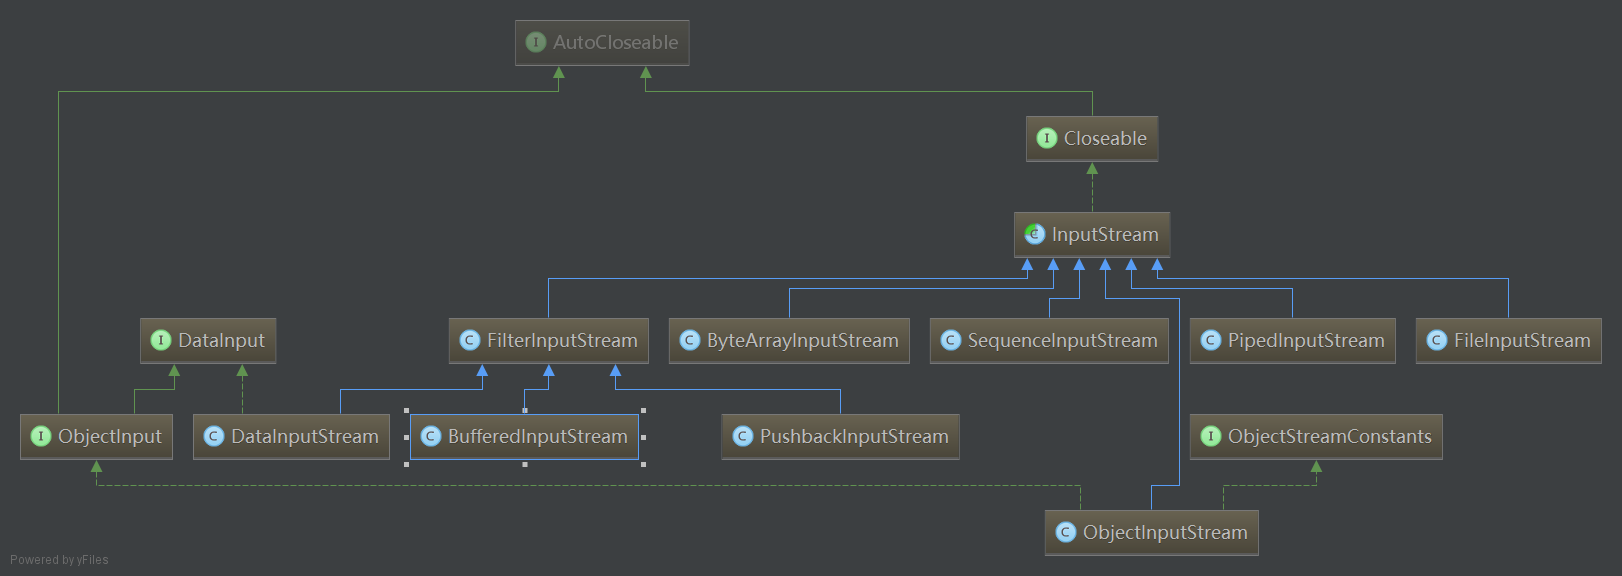 I AutoCloseable
I Closeable
C InputStream
I DataInput
C FilterInputStream
C ByteArrayInputStream
C SequenceInputStream
C PipedInputStream
C FileInputStream
I ObjectInput
C DataInputStream
C BufferedInputStream
C PushbackInputStream
I ObjectStreamConstants
C ObjectInputStream
Powered by yFiles